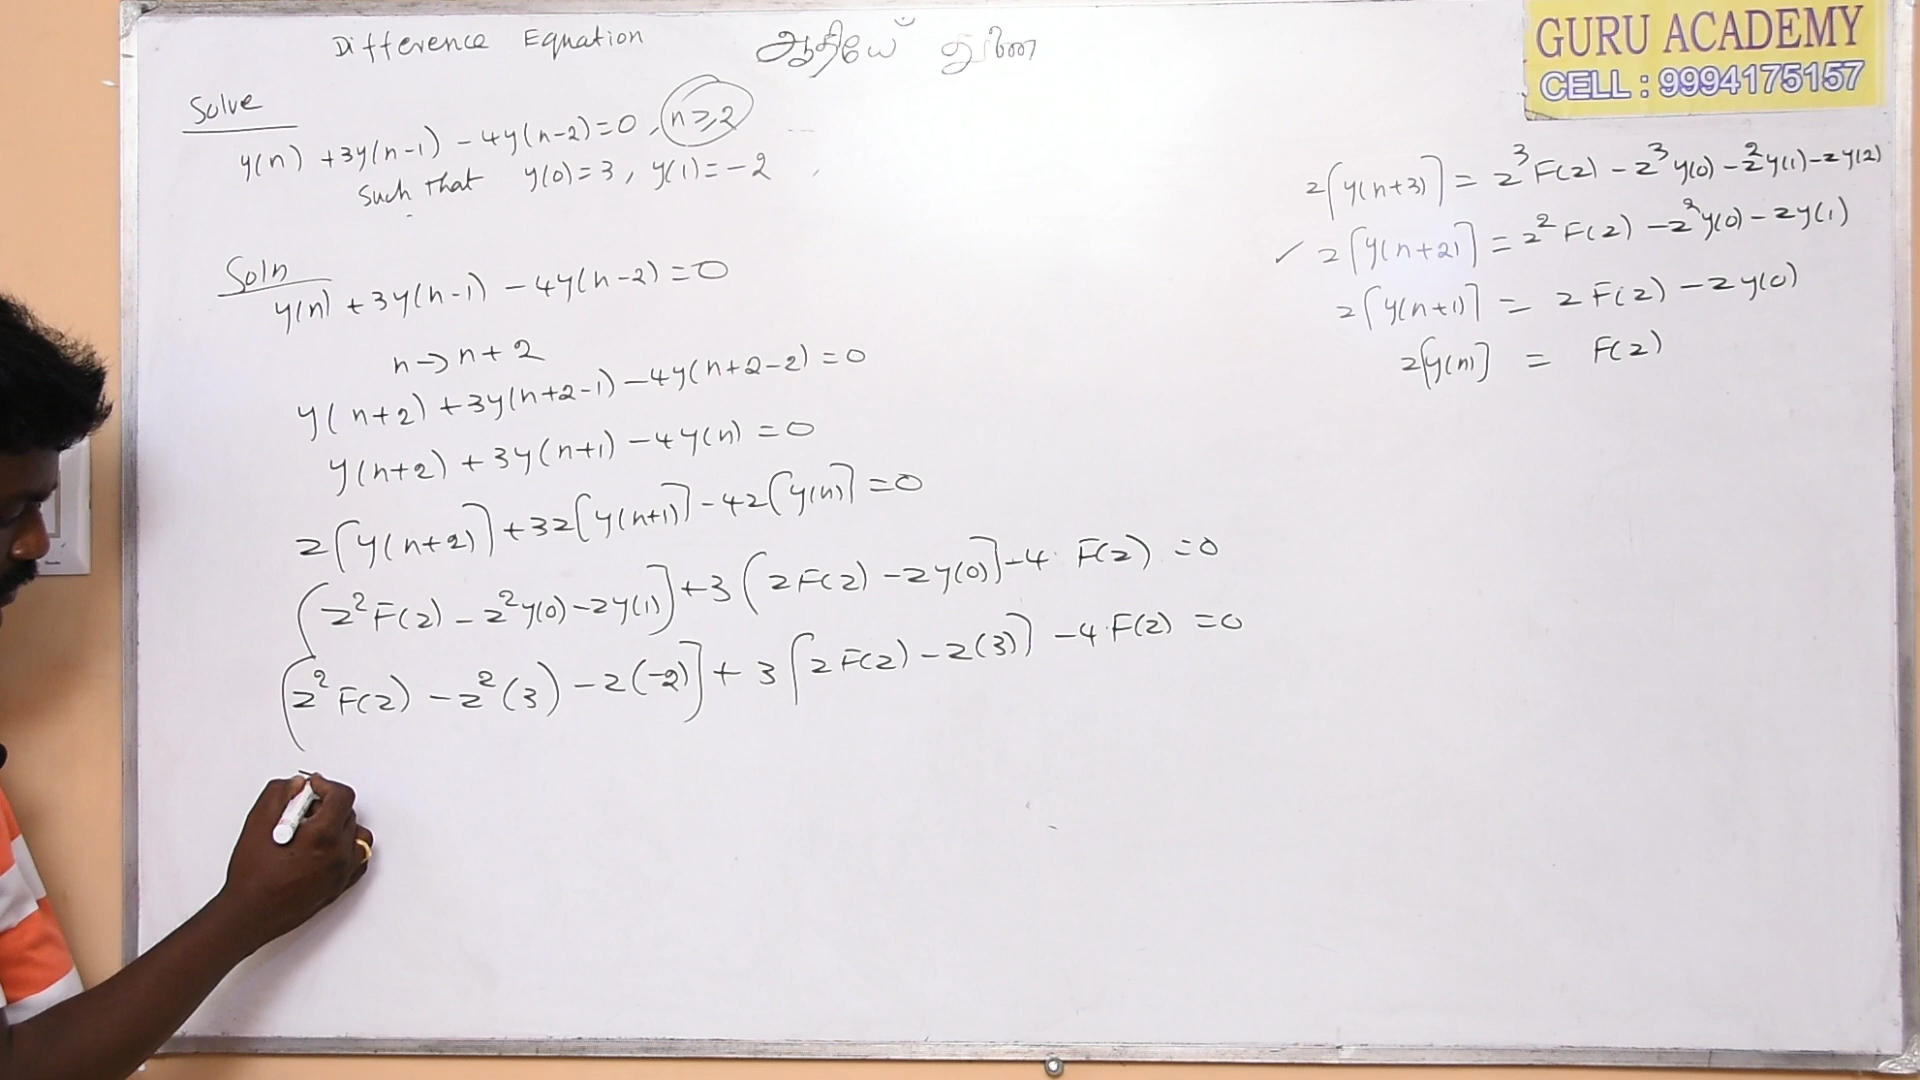 Difference Equation ஆதியே துணை
GURU ACADEMY
CELL : 9994175157
Solve
y(n) + 3y(n-1) - 4y(n-2) = 0, n≥2
such that y(0) = 3, y(1) = -2
Soln
y(n) + 3y(n-1) - 4y(n-2) = 0
n → n+2
y(n+2) + 3y(n+2-1) - 4y(n+2-2) = 0
y(n+2) + 3y(n+1) - 4y(n) = 0
z[y(n+2)] + 3z[y(n+1)] - 4z[y(n)] = 0
[z²F(z) - z²y(0) - zy(1)] + 3[zF(z) - zy(0)] - 4·F(z) = 0
[z²F(z) - z²(3) - z(-2)] + 3[zF(z) - z(3)] - 4·F(z) = 0
z[y(n+3)] = z³F(z) - z³y(0) - z²y(1) - zy(2)
✓ z[y(n+2)] = z²F(z) - z²y(0) - zy(1)
z[y(n+1)] = zF(z) - zy(0)
z[y(n)] = F(z)